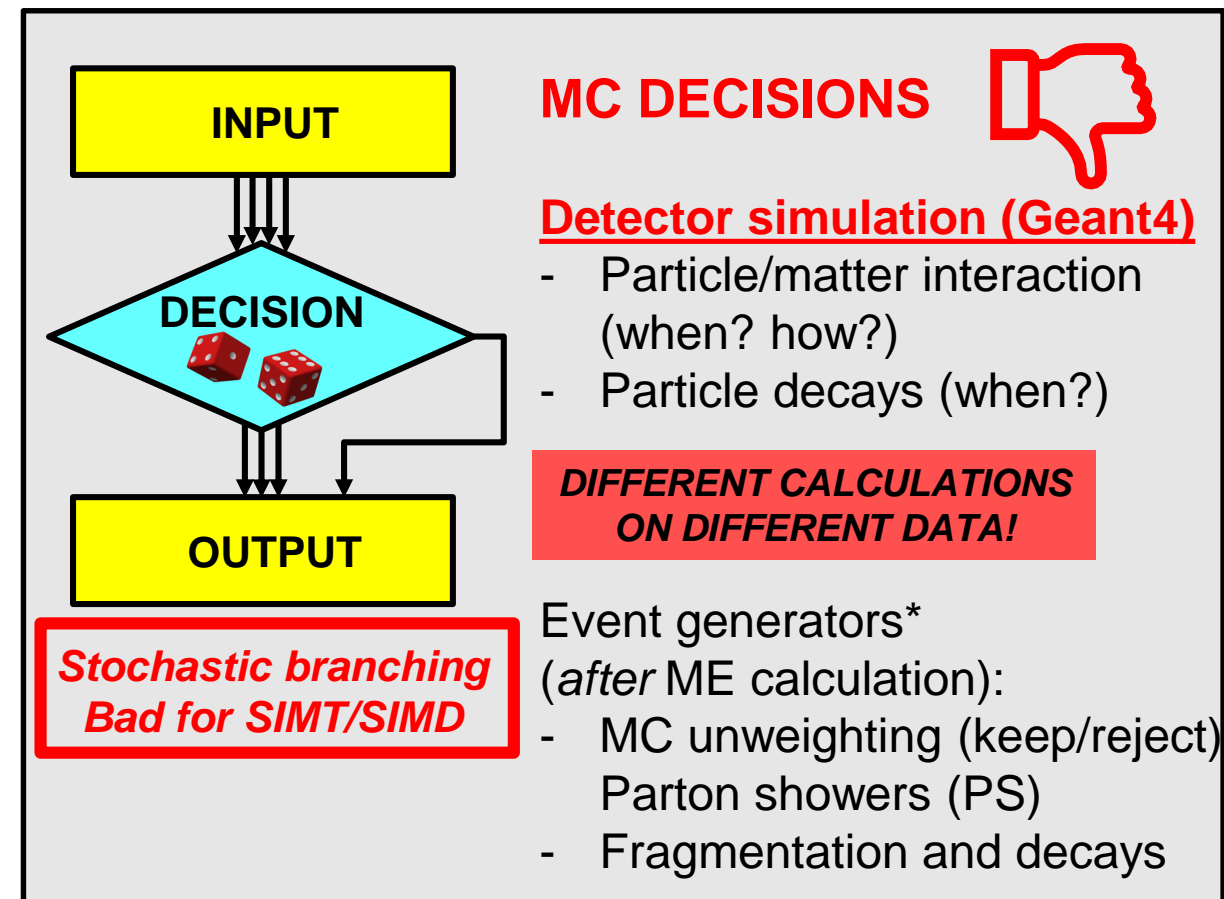 INPUT
DECISION
OUTPUT
Stochastic branching
Bad for SIMT/SIMD
MC DECISIONS
Detector simulation (Geant4)
- Particle/matter interaction
(when? how?)
- Particle decays (when?)
DIFFERENT CALCULATIONS
ON DIFFERENT DATA!
Event generators*
(after ME calculation):
- MC unweighting (keep/reject)
Parton showers (PS)
- Fragmentation and decays